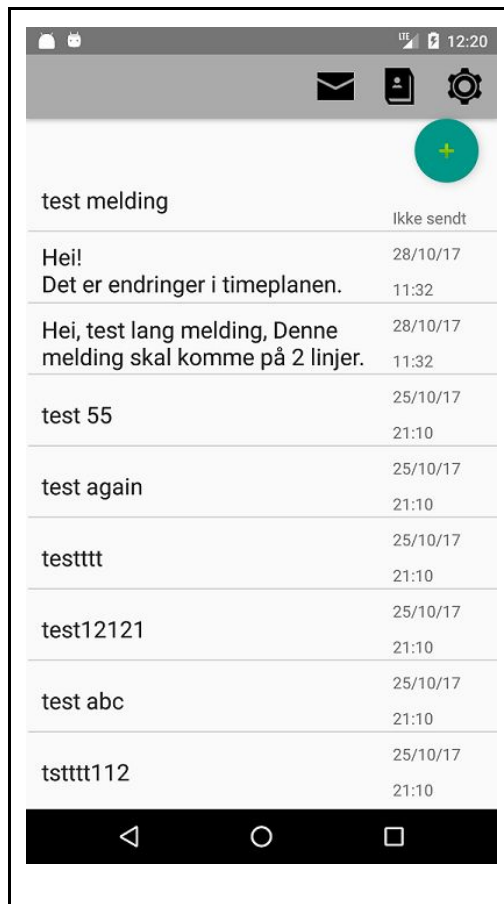 LTE 12:20
test melding
Ikke sendt
Hei!
Det er endringer i timeplanen.
28/10/17
11:32
Hei, test lang melding, Denne
melding skal komme på 2 linjer.
28/10/17
11:32
test 55
25/10/17
21:10
test again
25/10/17
21:10
testttt
25/10/17
21:10
test12121
25/10/17
21:10
test abc
25/10/17
21:10
tstttt112
25/10/17
21:10